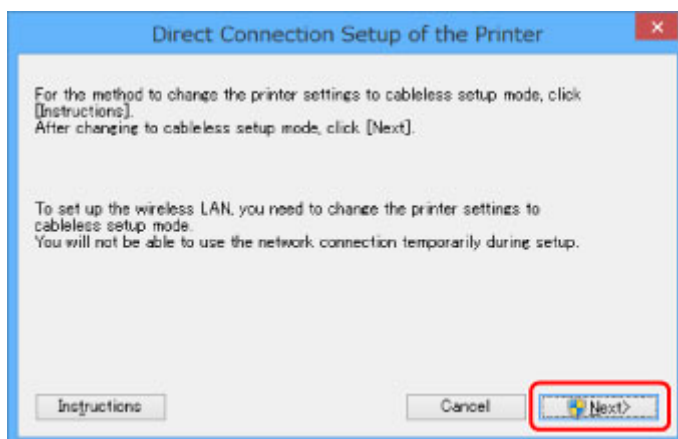 Direct Connection Setup of the Printer
For the method to change the printer settings to cableless setup mode, click
[Instructions].
After changing to cableless setup mode, click [Next].
To set up the wireless LAN, you need to change the printer settings to
cableless setup mode.
You will not be able to use the network connection temporarily during setup.
Instructions
Cancel
Next>